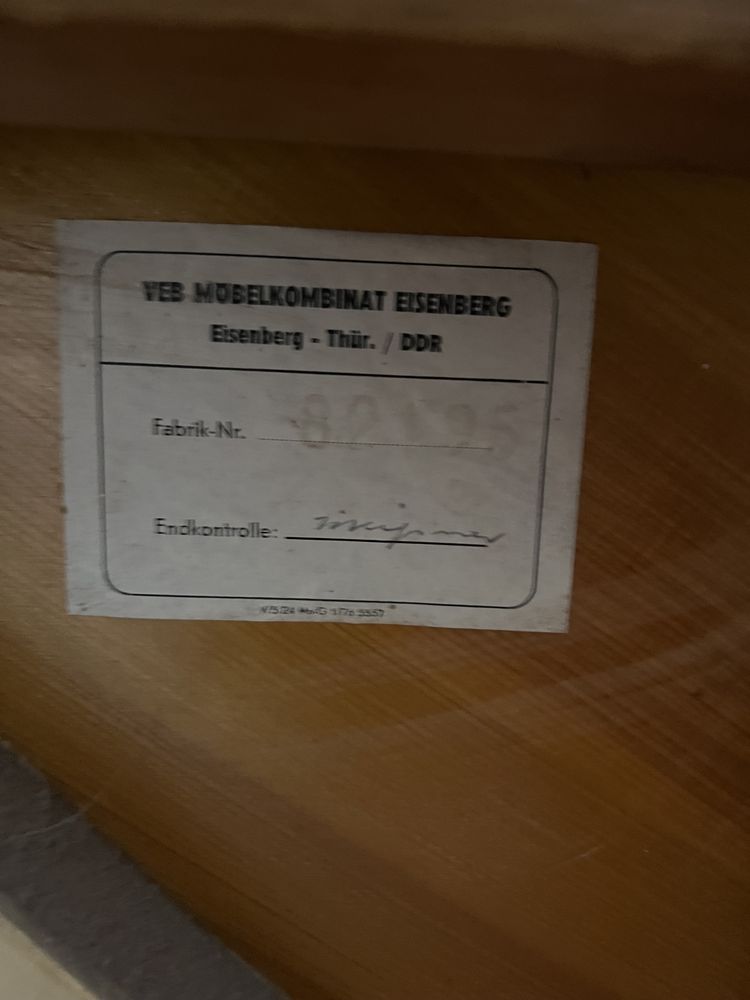 VEB MÖBELKOMBINAT EISENBERG
Eisenberg - Thür. / DDR
Fabrik-Nr.
Endkontrolle: